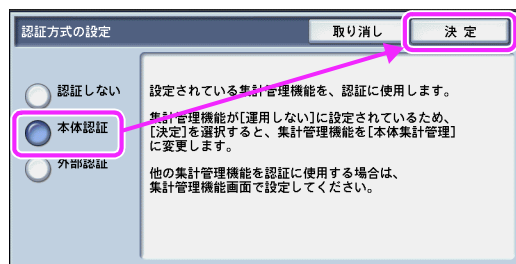 認証方式の設定
取り消し
決 定
認証しない
本体認証
外部認証
設定されている集計管理機能を、認証に使用します。
集計管理機能が[運用しない]に設定されているため、
[決定]を選択すると、集計管理機能を[本体集計管理]
に変更します。
他の集計管理機能を認証に使用する場合は、
集計管理機能画面で設定してください。